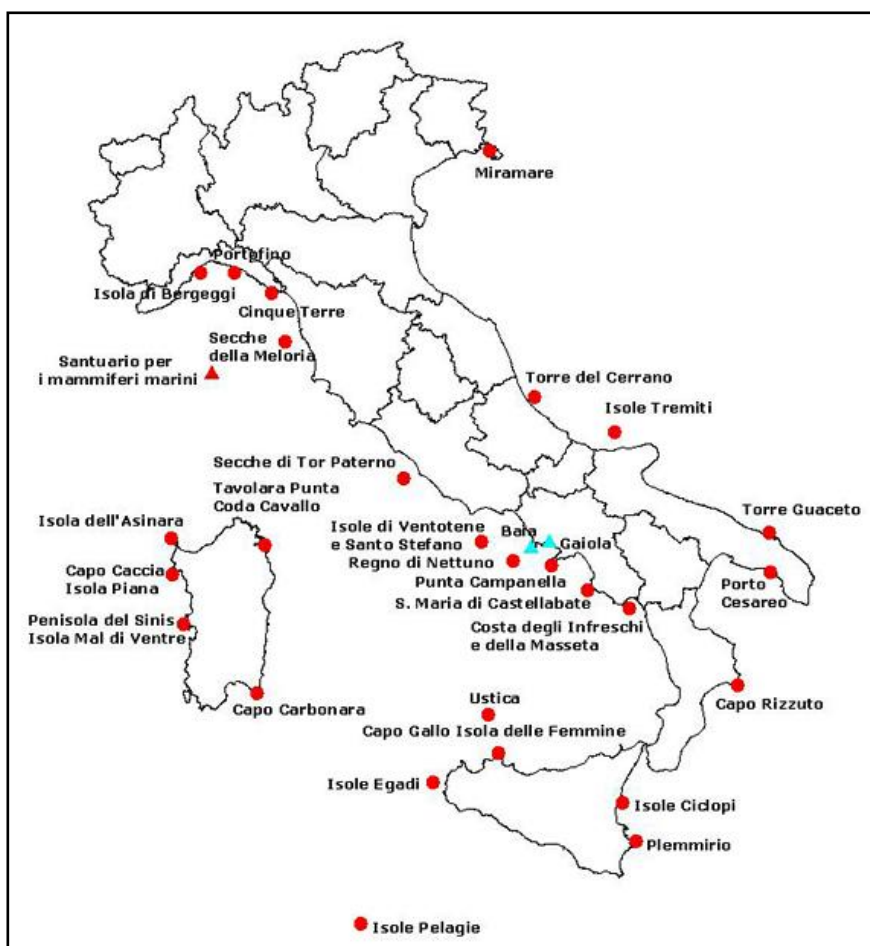 Miramare
Portofino
Isola di Bergeggi
Cinque Terre
Secche
della Meloria
Santuario per
i mammiferi marini
Torre del Cerrano
Isole Tremiti
Secche di Tor Paterno
Tavolara Punta
Coda Cavallo
Torre Guaceto
Isola dell'Asinara
Isole di Ventotene
e Santo Stefano
Baia
Gaiola
Regno di Nettuno
Capo Caccia
Isola Piana
Punta Campanella
Porto
Cesareo
S. Maria di Castellabate
Penisola del Sinis
Isola Mal di Ventre
Costa degli Infreschi
e della Masseta
Capo Carbonara
Ustica
Capo Rizzuto
Capo Gallo Isola delle Femmine
Isole Egadi
Isole Ciclopi
Plemmirio
Isole Pelagie